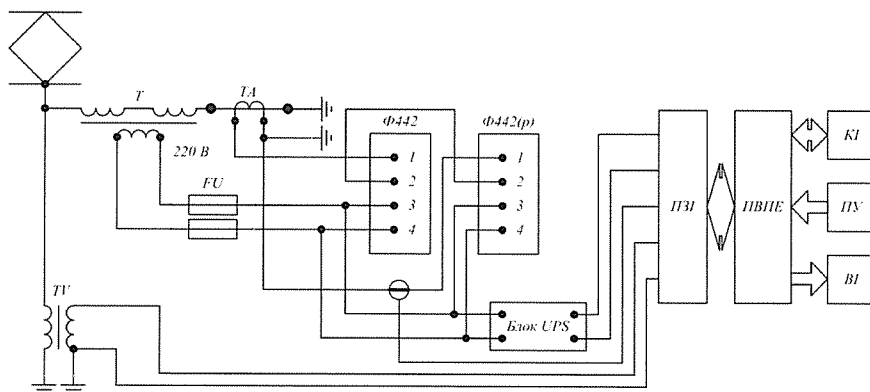 T
TA
Ф442
Ф442(р)
220 В
FU
1
2
3
4
1
2
3
4
TV
Блок UPS
ПЗІ
ПВПЕ
КІ
ПУ
ВІ